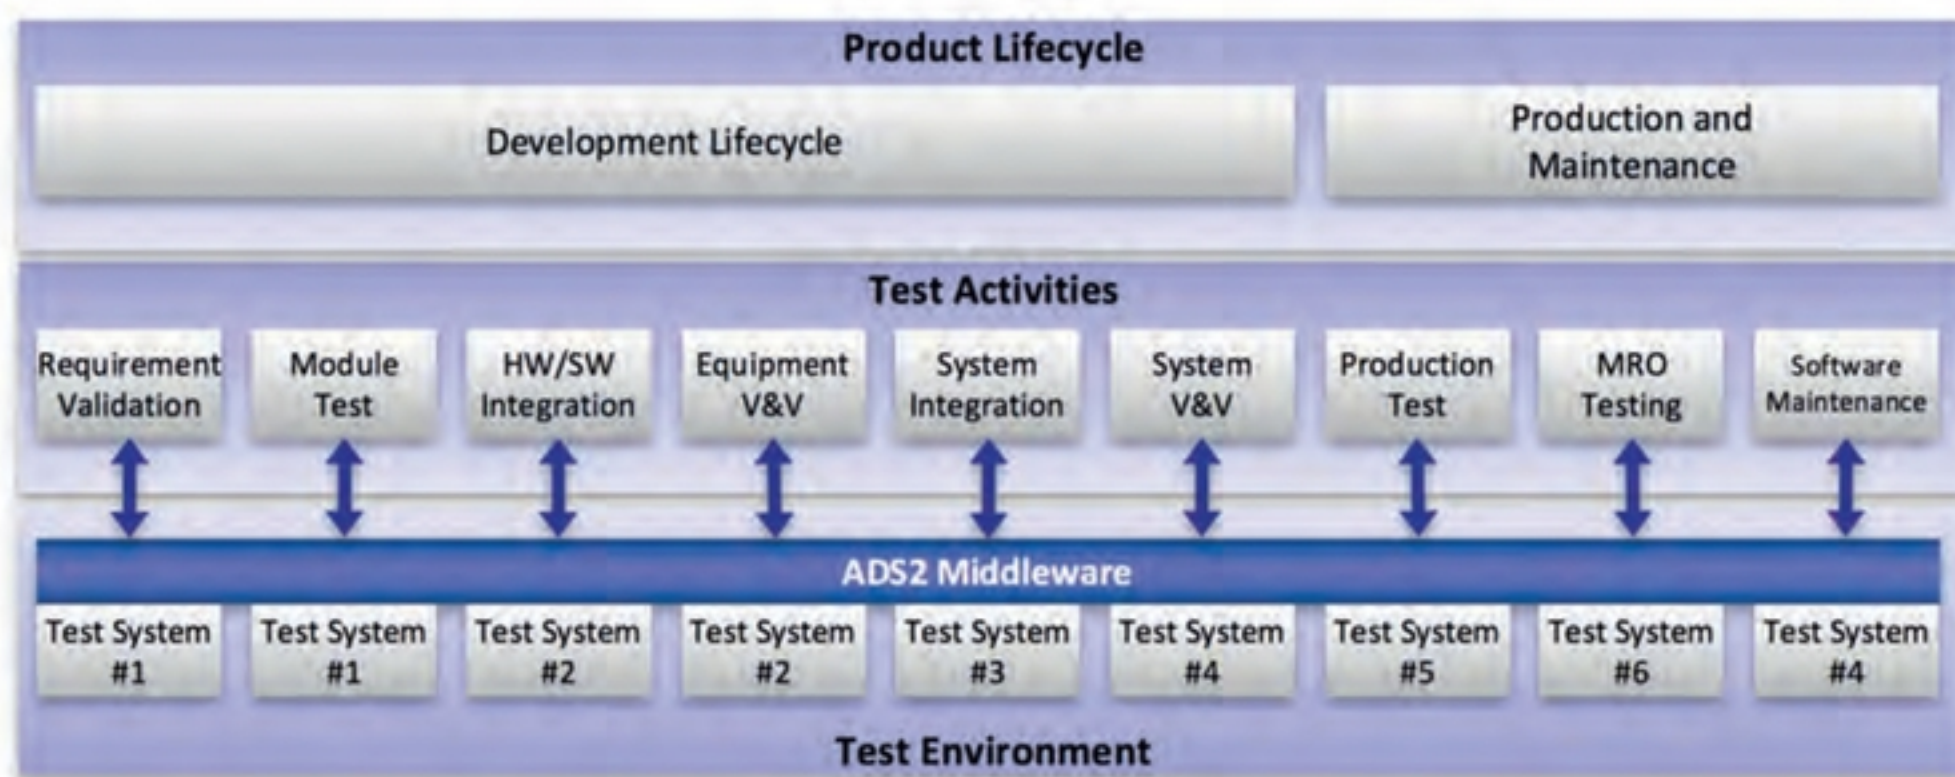 Product Lifecycle
Development Lifecycle
Production and
Maintenance
Test Activities
Requirement
Validation
Module
Test
HW/SW
Integration
Equipment
V&V
System
Integration
System
V&V
Production
Test
MRO
Testing
Software
Maintenance
ADS2 Middleware
Test System
#1
Test System
#1
Test System
#2
Test System
#2
Test System
#3
Test System
#4
Test System
#5
Test System
#6
Test System
#4
Test Environment